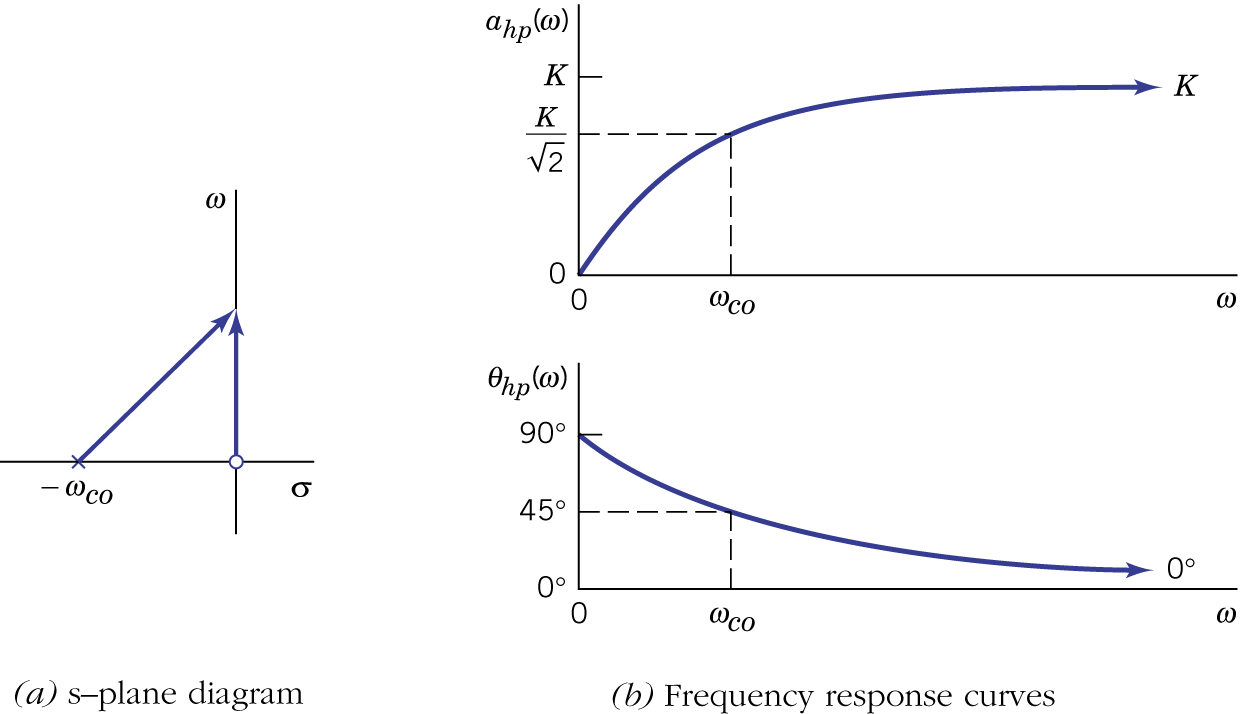 ω
−ω_co
σ
(a) s–plane diagram
a_hp(ω)
K
K/√2
0
0
ω_co
ω
K
θ_hp(ω)
90°
45°
0°
0
ω_co
ω
0°
(b) Frequency response curves